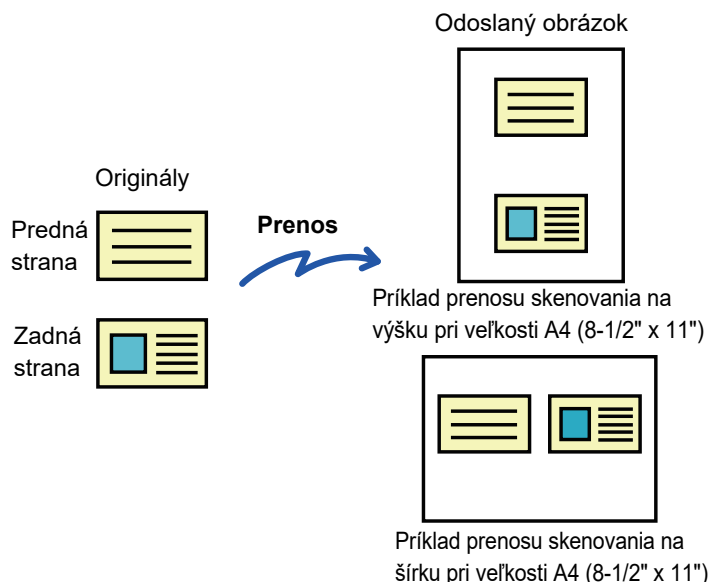 Odoslaný obrázok
Originály
Predná
strana
Prenos
Zadná
strana
Príklad prenosu skenovania na
výšku pri veľkosti A4 (8-1/2" x 11")
Príklad prenosu skenovania na
šírku pri veľkosti A4 (8-1/2" x 11")